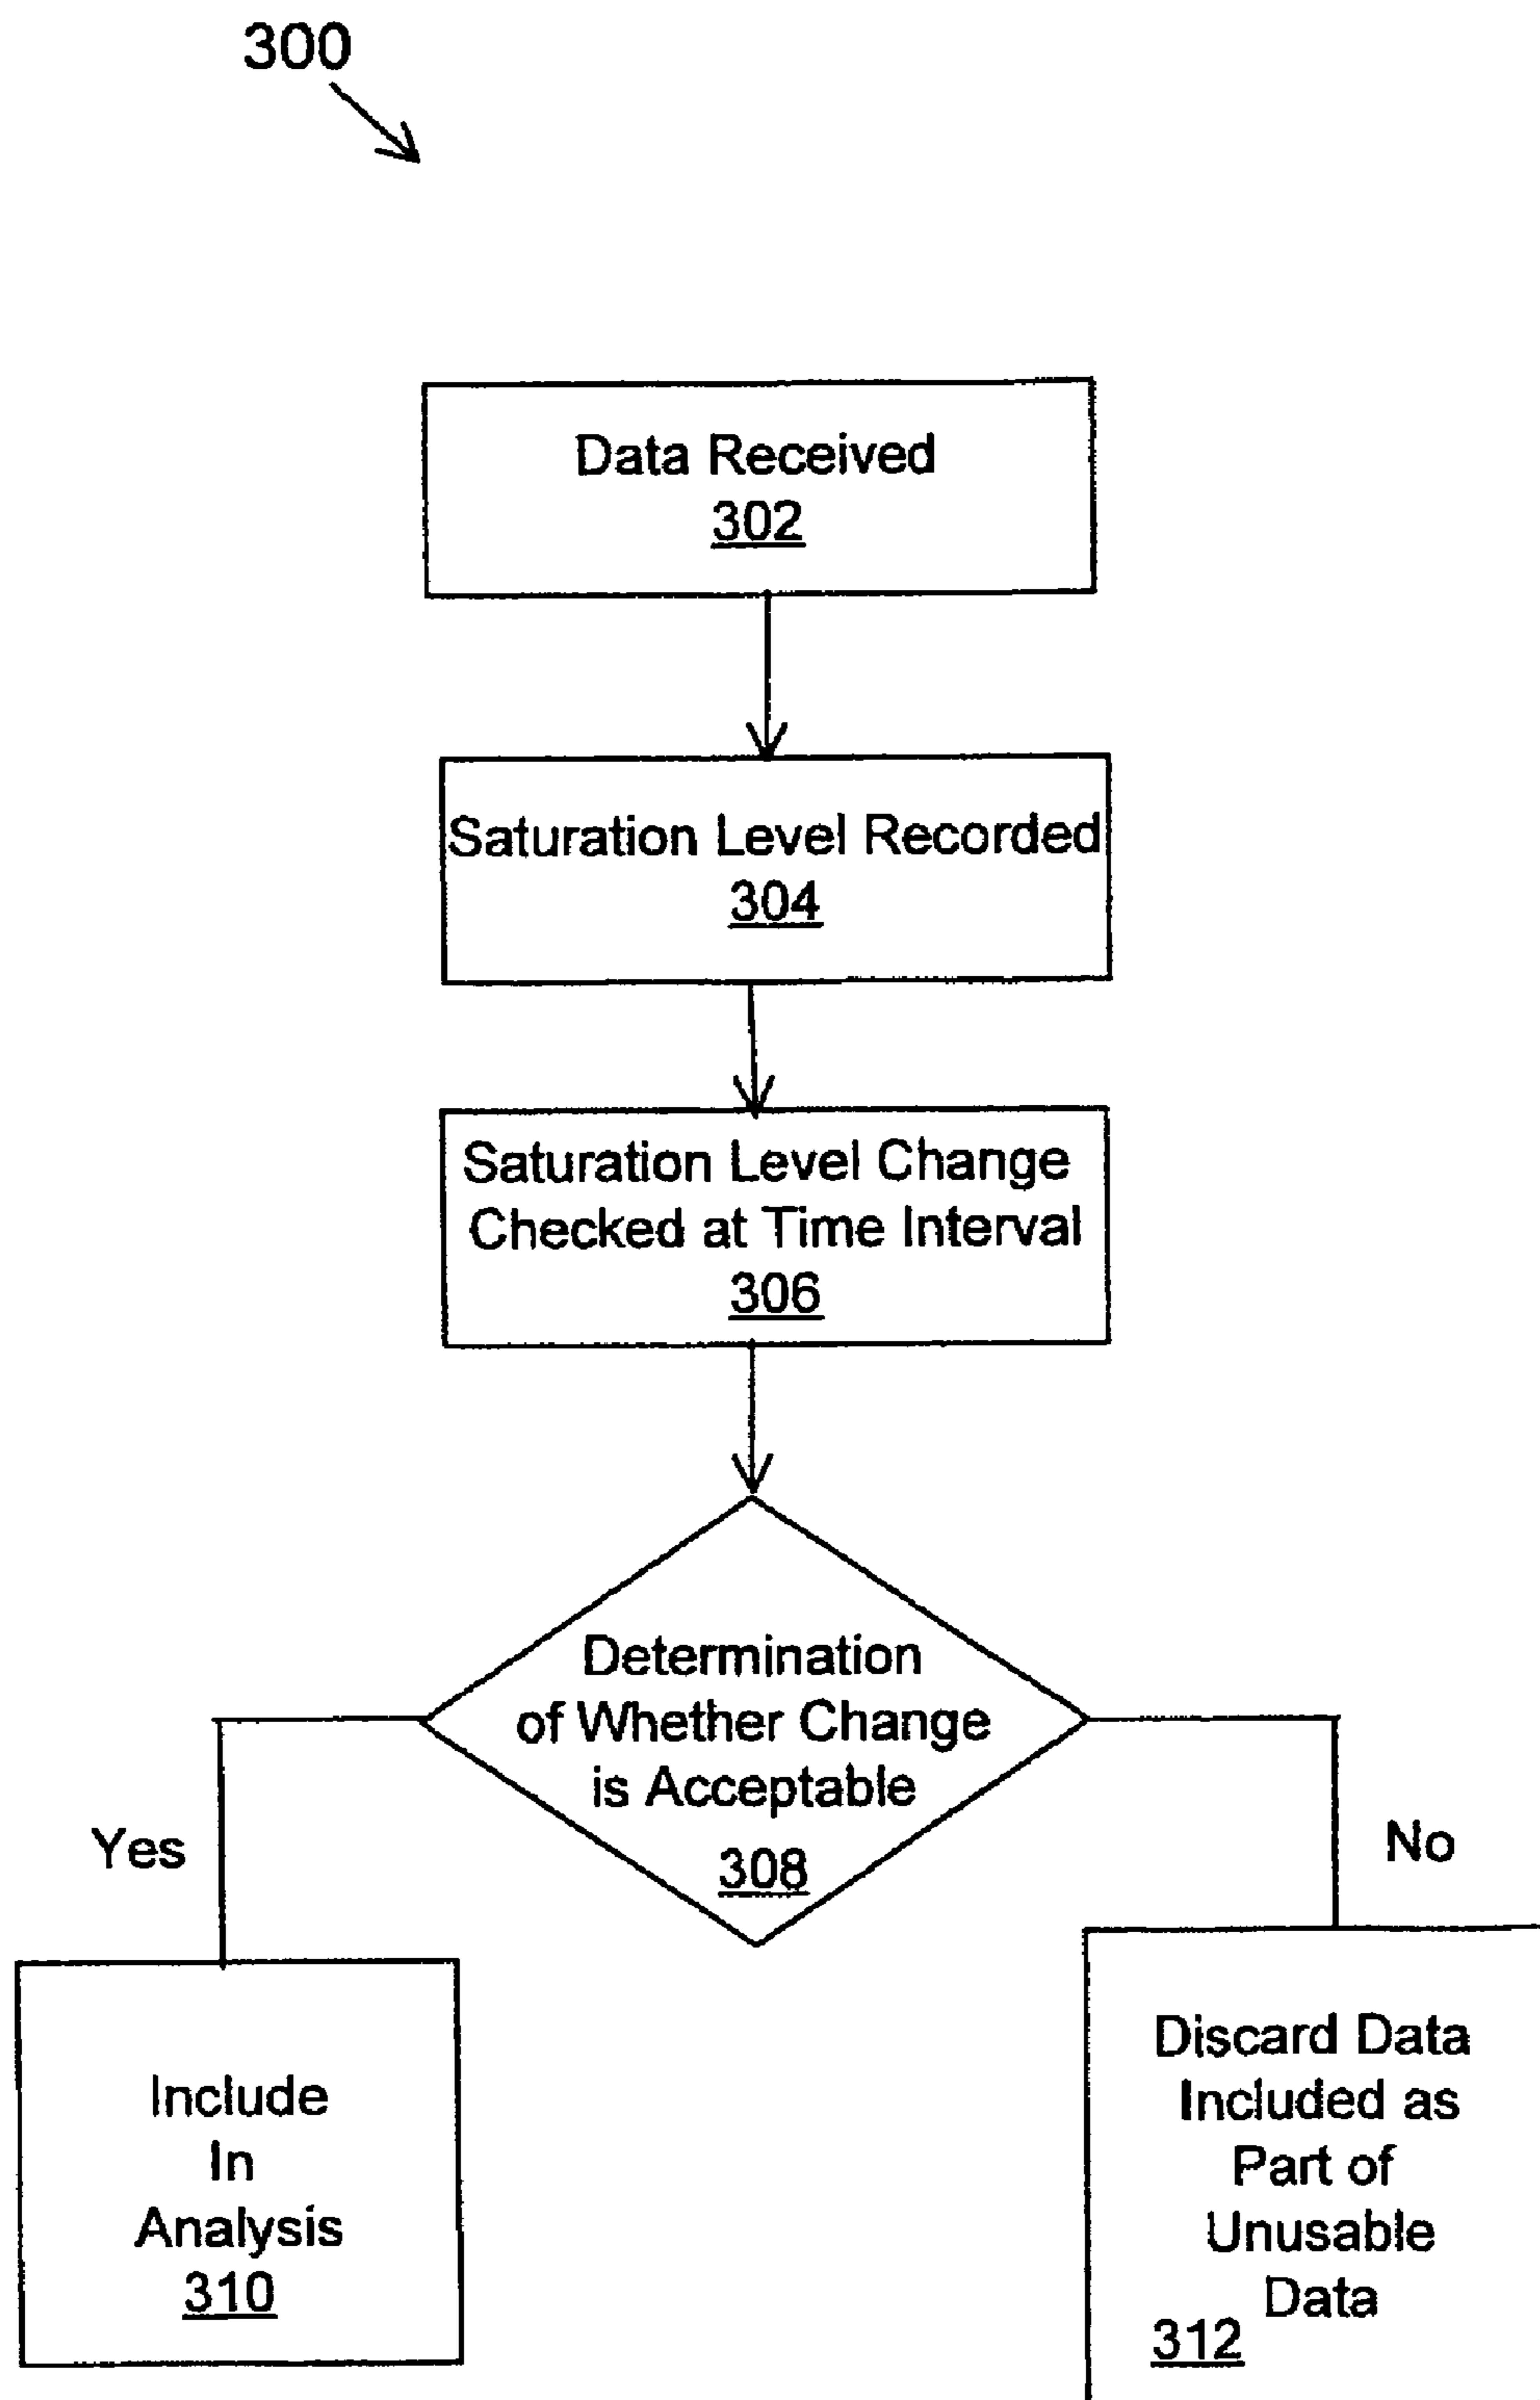 300
Data Received
302
Saturation Level Recorded
304
Saturation Level Change
Checked at Time Interval
306
Determination
of Whether Change
is Acceptable
308
Yes
No
Include
In
Analysis
310
Discard Data
Included as
Part of
Unusable
Data
312